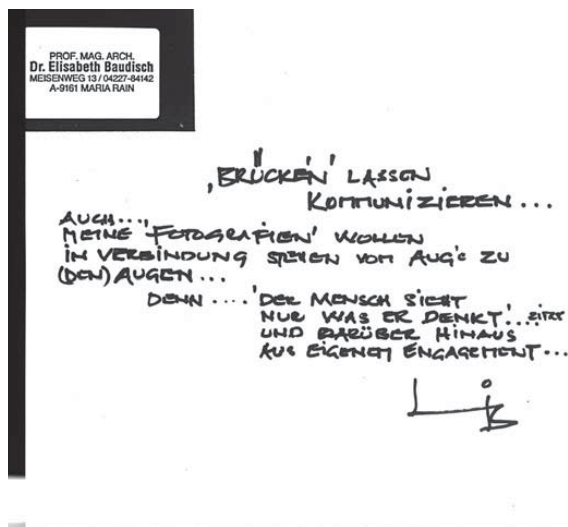 PROF. MAG. ARCH.
Dr. Elisabeth Baudisch
MEISENWEG 13 / 04227-84142
A-9161 MARIA RAIN
‚BRÜCKEN' LASSEN
KOMMUNIZIEREN...
AUCH...,
MEINE 'FOTOGRAFIEN' WOLLEN
IN VERBINDUNG STEHEN VOM AUG'E ZU
(DEN) AUGEN...
DENN ....'DER MENSCH SIEHT
NUR WAS ER DENKT'... ZITAT
UND DARÜBER HINAUS
AUS EIGENEM ENGAGEMENT...